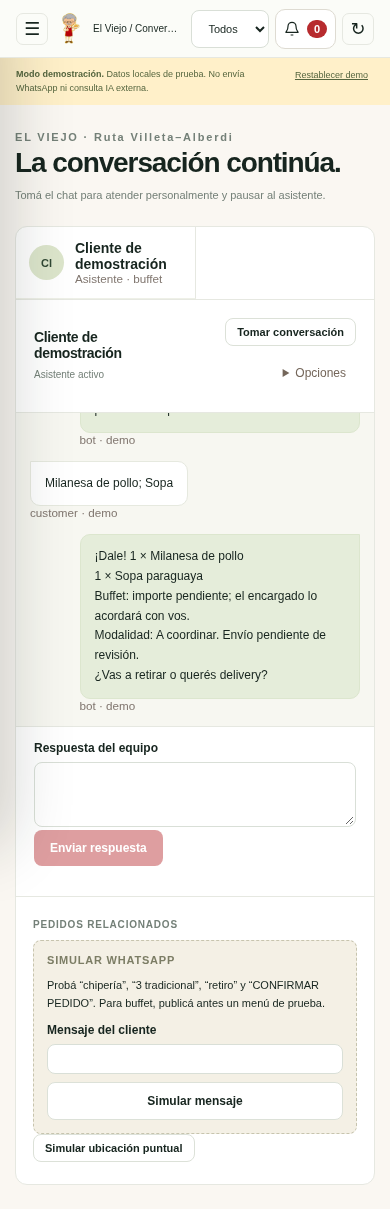 ☰ El Viejo / Conver… Todos 0 ↻
Modo demostración. Datos locales de prueba. No envía
WhatsApp ni consulta IA externa.
Restablecer demo
EL VIEJO · Ruta Villeta–Alberdi
La conversación continúa.
Tomá el chat para atender personalmente y pausar al asistente.
CI
Cliente de
demostración
Asistente · buffet
Cliente de
demostración
Asistente activo
Tomar conversación
▶ Opciones
bot · demo
Milanesa de pollo; Sopa
customer · demo
¡Dale! 1 × Milanesa de pollo
1 × Sopa paraguaya
Buffet: importe pendiente; el encargado lo
acordará con vos.
Modalidad: A coordinar. Envío pendiente de
revisión.
¿Vas a retirar o querés delivery?
bot · demo
Respuesta del equipo
Enviar respuesta
PEDIDOS RELACIONADOS
SIMULAR WHATSAPP
Probá “chipería”, “3 tradicional”, “retiro” y “CONFIRMAR
PEDIDO”. Para buffet, publicá antes un menú de prueba.
Mensaje del cliente
Simular mensaje
Simular ubicación puntual